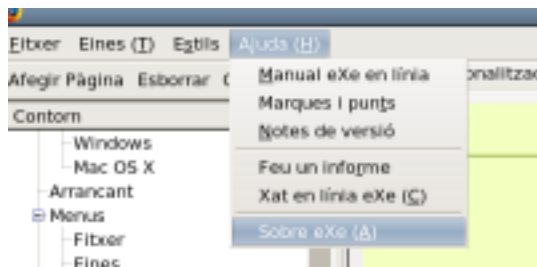 Fitxer Eines (T) Estils Ajuda (H)
Afegir Pàgina Esborrar
Contorn
Windows
Mac OS X
Arrancant
Menus
Fitxer
Eines
Manual eXe en línia
Marques i punts
Notes de versió
Feu un informe
Xat en línia eXe (C)
Sobre eXe (A)